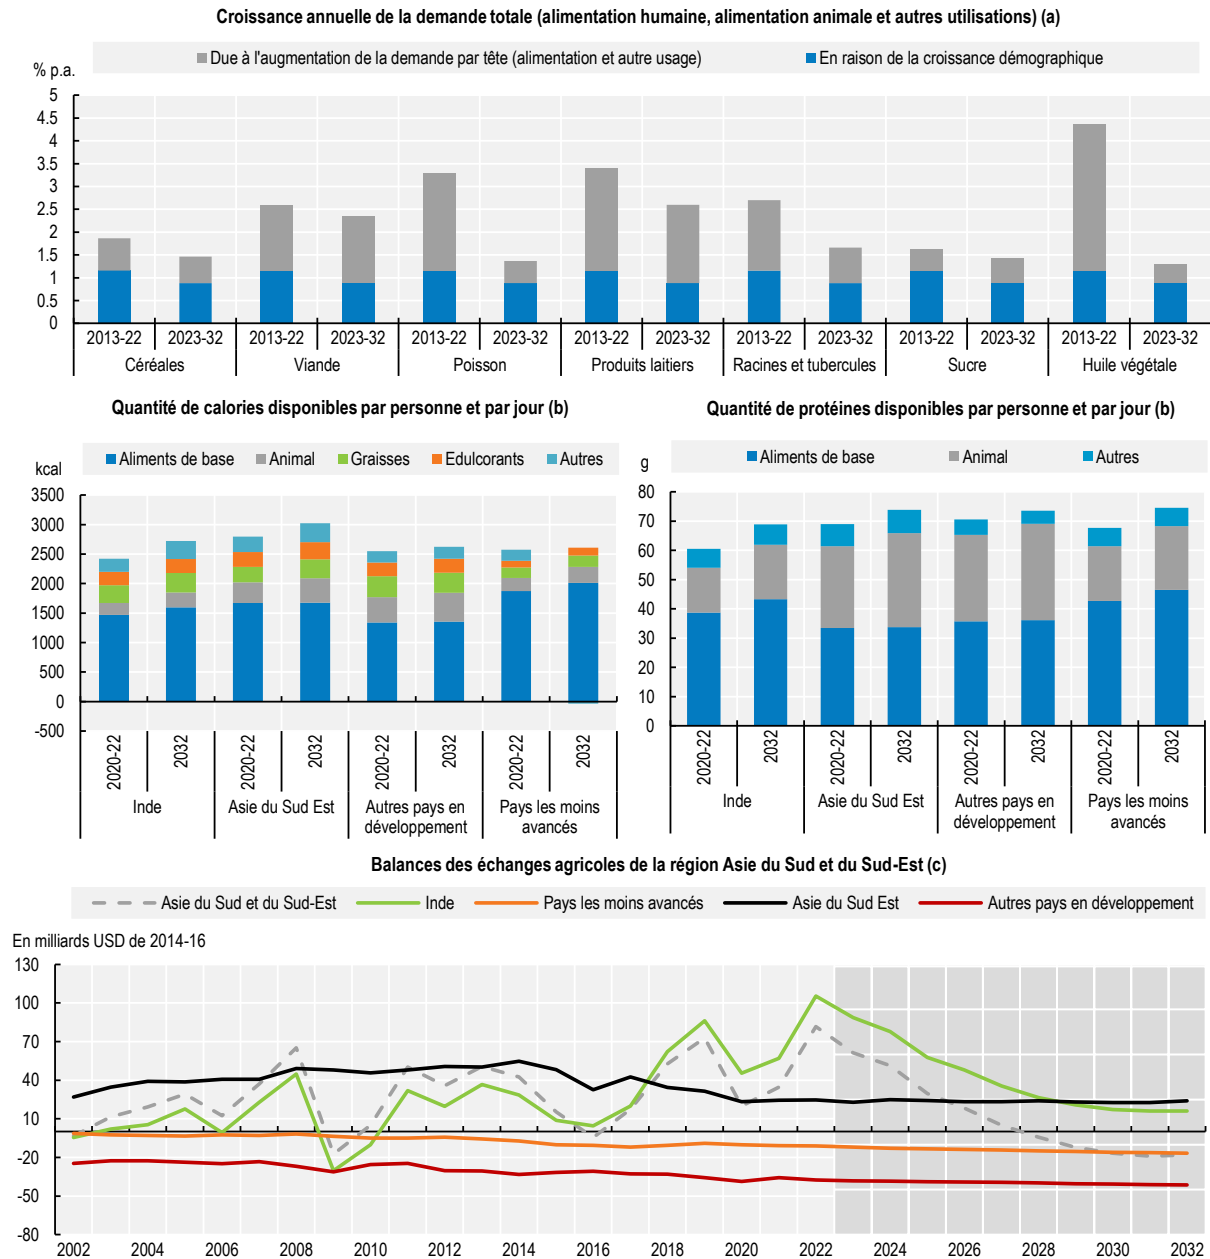 Croissance annuelle de la demande totale (alimentation humaine, alimentation animale et autres utilisations) (a)
Due à l'augmentation de la demande par tête (alimentation et autre usage)
En raison de la croissance démographique
% p.a.
5
4.5
4
3.5
3
2.5
2
1.5
1
0.5
0
2013-22 2023-32 2013-22 2023-32 2013-22 2023-32 2013-22 2023-32 2013-22 2023-32 2013-22 2023-32 2013-22 2023-32
Céréales Viande Poisson Produits laitiers Racines et tubercules Sucre Huile végétale
Quantité de calories disponibles par personne et par jour (b)
Aliments de base Animal Graisses Edulcorants Autres
kcal
3500
3000
2500
2000
1500
1000
500
0
-500
2020-22 2032 2020-22 2032 2020-22 2032 2020-22 2032
Inde Asie du Sud Est Autres pays en Pays les moins
développement avancés
Quantité de protéines disponibles par personne et par jour (b)
Aliments de base Animal Autres
g
80
70
60
50
40
30
20
10
0
2020-22 2032 2020-22 2032 2020-22 2032 2020-22 2032
Inde Asie du Sud Est Autres pays en Pays les moins
développement avancés
Balances des échanges agricoles de la région Asie du Sud et du Sud-Est (c)
Asie du Sud et du Sud-Est Inde Pays les moins avancés Asie du Sud Est Autres pays en développement
En milliards USD de 2014-16
130
100
70
40
10
-20
-50
-80
2002 2004 2006 2008 2010 2012 2014 2016 2018 2020 2022 2024 2026 2028 2030 2032